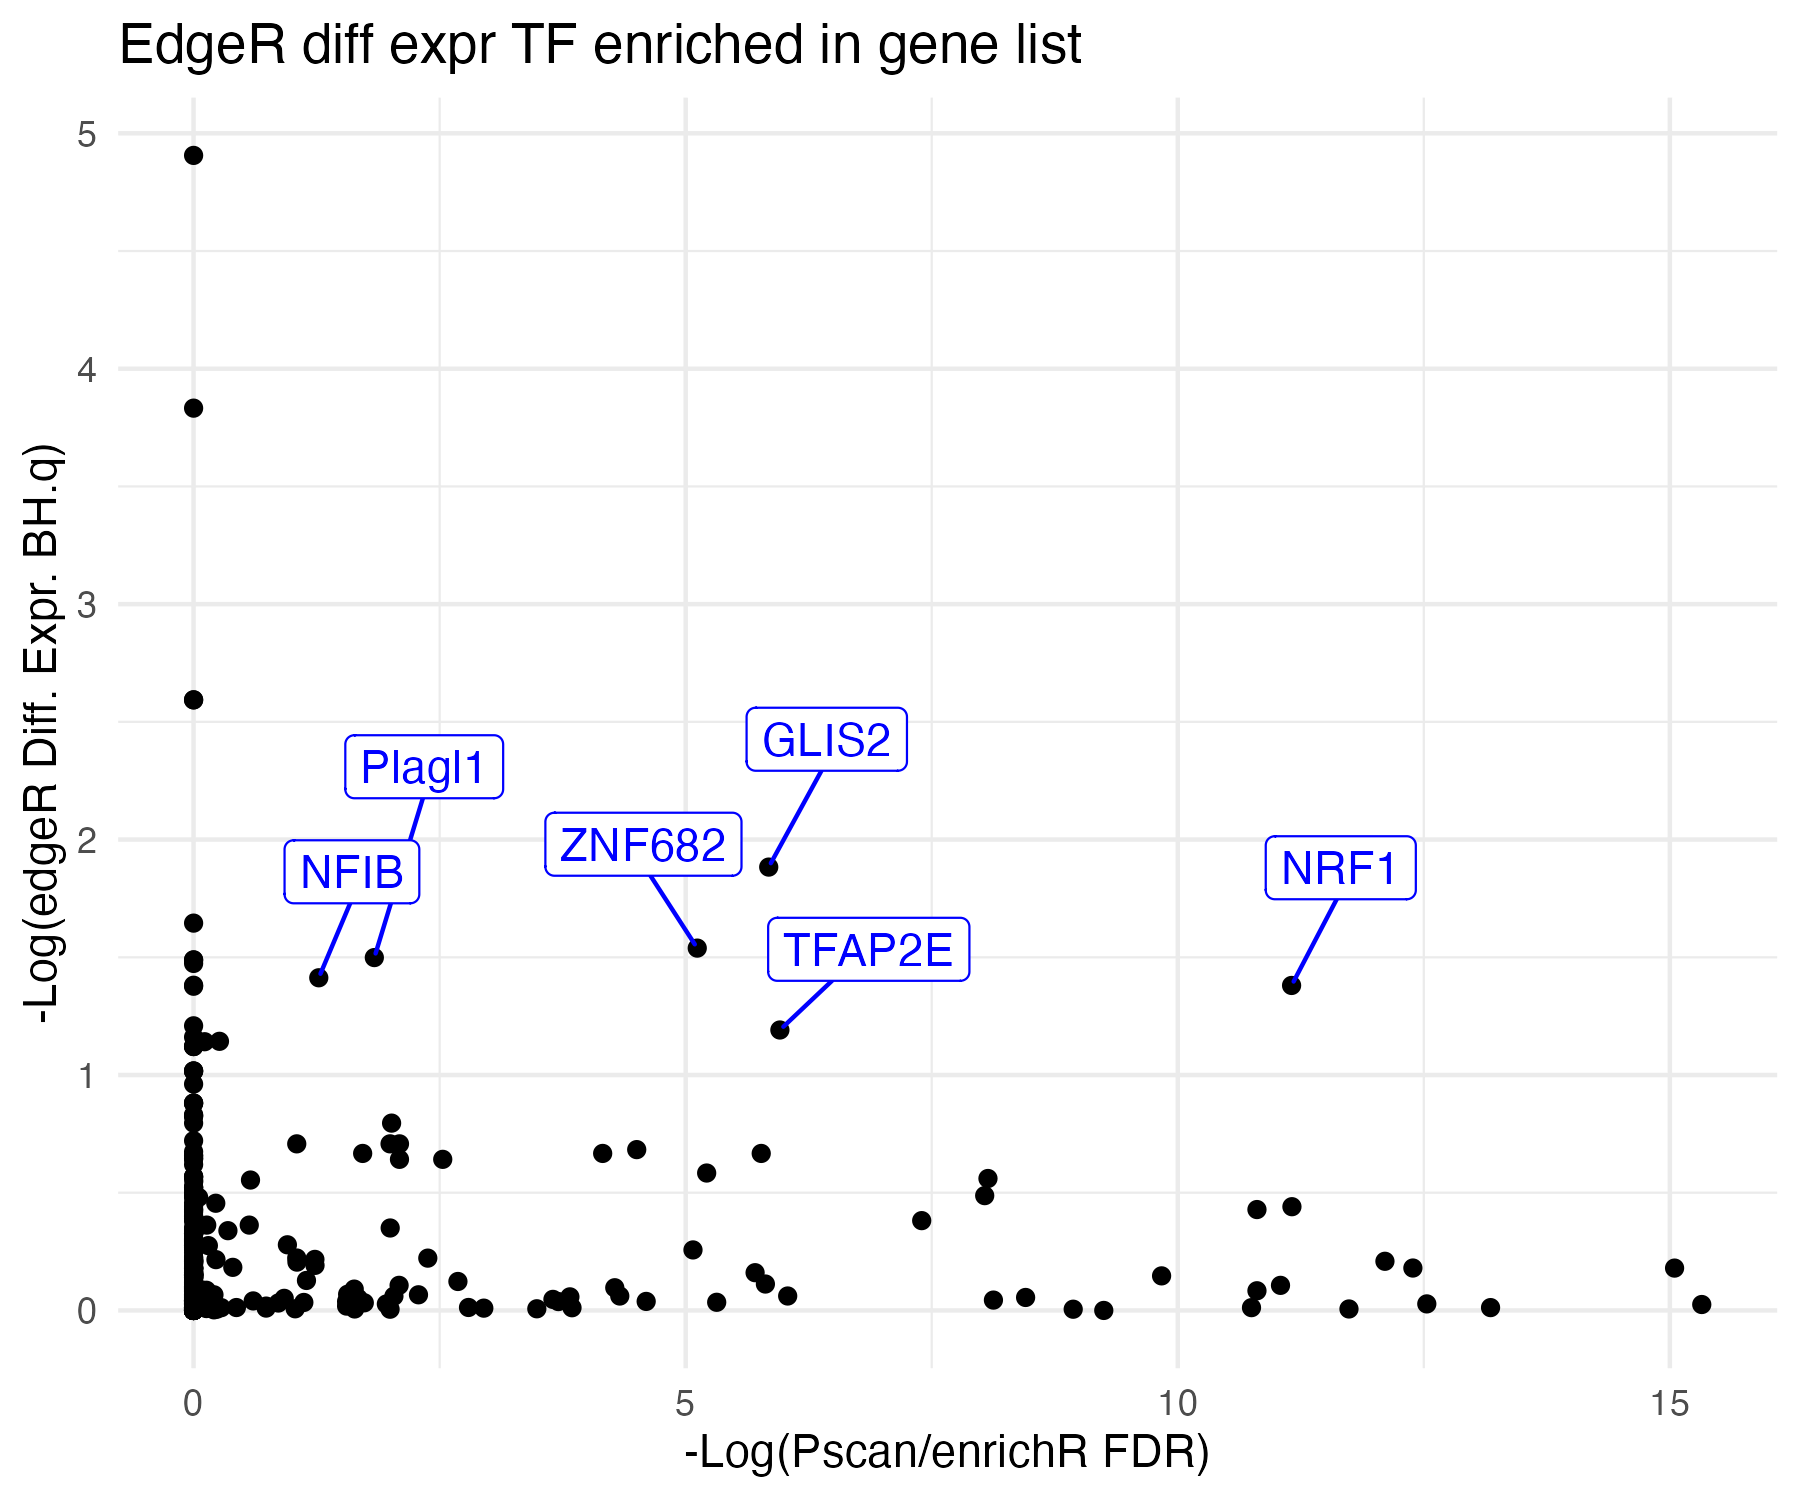 EdgeR diff expr TF enriched in gene list
-Log(edgeR Diff. Expr. BH.q)
5
4
3
2
1
0
GLIS2
Plagl1
ZNF682
NRF1
NFIB
TFAP2E
0
5
10
15
-Log(Pscan/enrichR FDR)